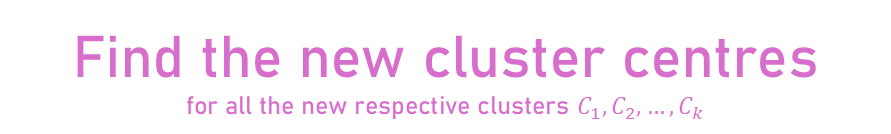 Find the new cluster centres
for all the new respective clusters C₁, C₂, ..., Cₖ